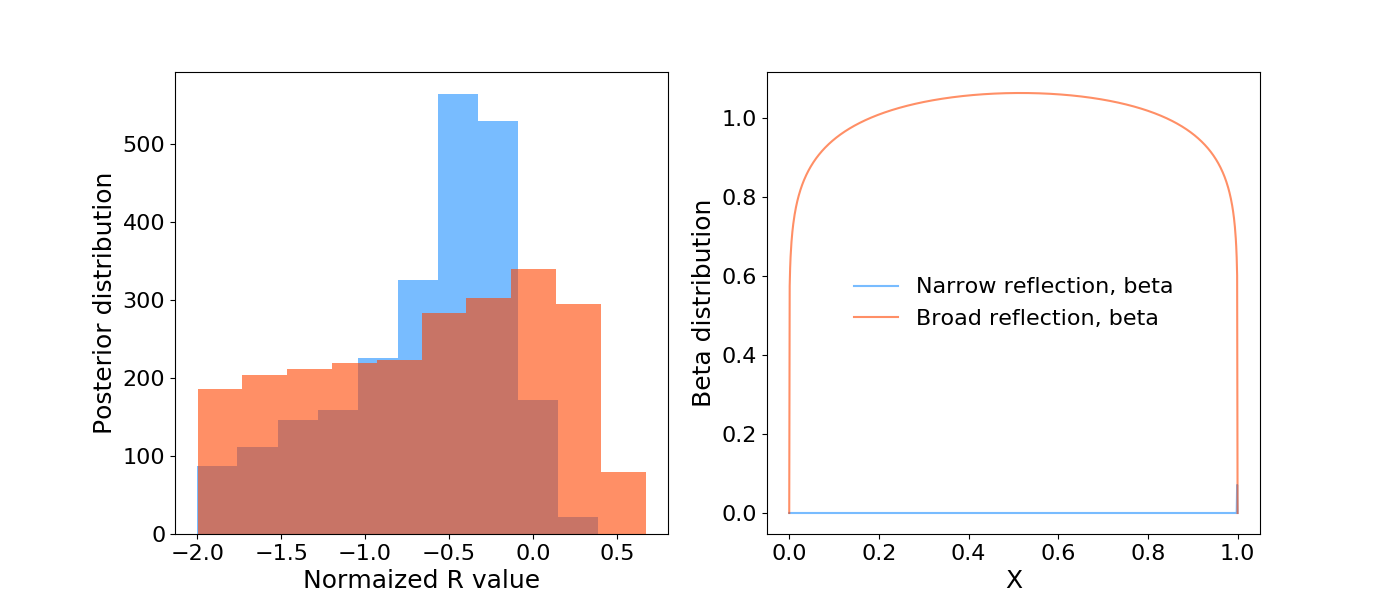 Posterior distribution
500
400
300
200
100
0
−2.0 −1.5 −1.0 −0.5 0.0 0.5
Normaized R value
Beta distribution
1.0
0.8
0.6
0.4
0.2
0.0
Narrow reflection, beta
Broad reflection, beta
0.0 0.2 0.4 0.6 0.8 1.0
X